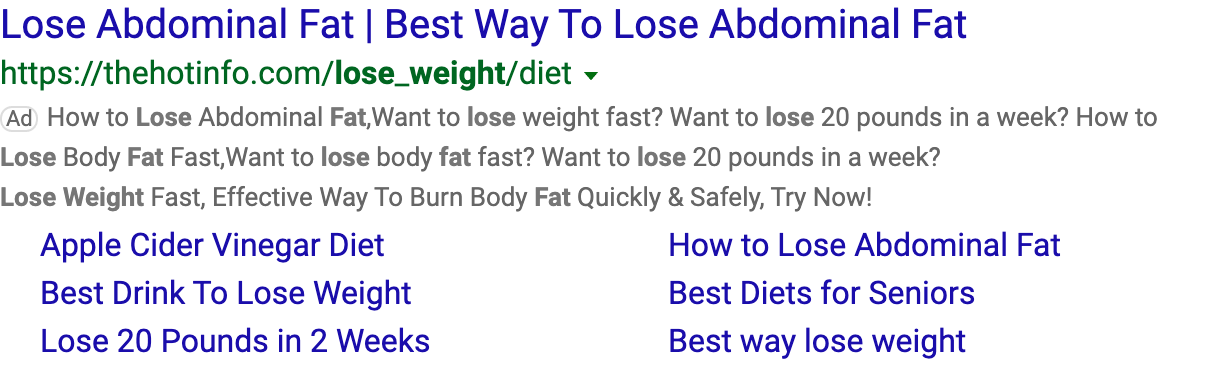 Lose Abdominal Fat | Best Way To Lose Abdominal Fat
https://thehotinfo.com/lose_weight/diet
Ad How to Lose Abdominal Fat,Want to lose weight fast? Want to lose 20 pounds in a week? How to
Lose Body Fat Fast,Want to lose body fat fast? Want to lose 20 pounds in a week?
Lose Weight Fast, Effective Way To Burn Body Fat Quickly & Safely, Try Now!
Apple Cider Vinegar Diet
How to Lose Abdominal Fat
Best Drink To Lose Weight
Best Diets for Seniors
Lose 20 Pounds in 2 Weeks
Best way lose weight